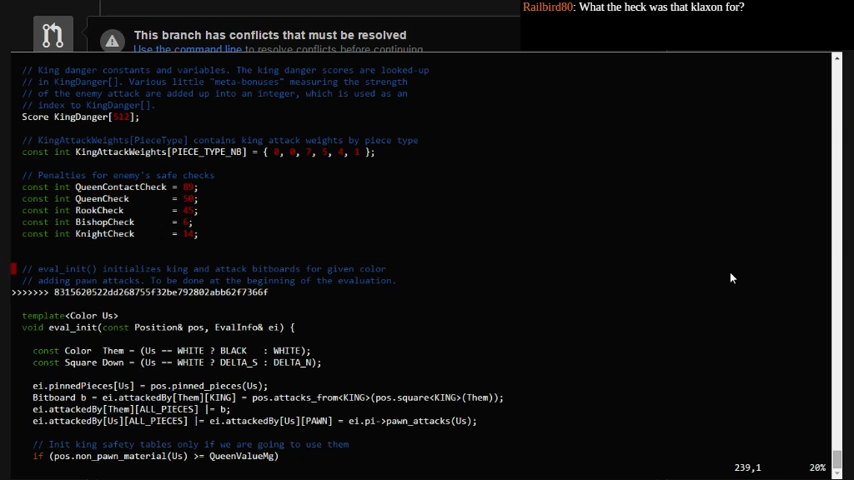 Railbird80: What the heck was that klaxon for?
This branch has conflicts that must be resolved
Use the command line to resolve conflicts before continuing.
// King danger constants and variables. The king danger scores are looked-up
// in KingDanger[]. Various little "meta-bonuses" measuring the strength
// of the enemy attack are added up into an integer, which is used as an
// index to KingDanger[].
Score KingDanger[512];
// KingAttackWeights[PieceType] contains king attack weights by piece type
const int KingAttackWeights[PIECE_TYPE_NB] = { 0, 0, 7, 5, 4, 1 };
// Penalties for enemy's safe checks
const int QueenContactCheck = 89;
const int QueenCheck = 50;
const int RookCheck = 45;
const int BishopCheck = 6;
const int KnightCheck = 14;
// eval_init() initializes king and attack bitboards for given color
// adding pawn attacks. To be done at the beginning of the evaluation.
>>>>>>> 8315620522dd268755f32be792802abb62f7366f
template<Color Us>
void eval_init(const Position& pos, EvalInfo& ei) {
const Color Them = (Us == WHITE ? BLACK : WHITE);
const Square Down = (Us == WHITE ? DELTA_S : DELTA_N);
ei.pinnedPieces[Us] = pos.pinned_pieces(Us);
Bitboard b = ei.attackedBy[Them][KING] = pos.attacks_from<KING>(pos.square<KING>(Them));
ei.attackedBy[Them][ALL_PIECES] |= b;
ei.attackedBy[Us][ALL_PIECES] |= ei.attackedBy[Us][PAWN] = ei.pi->pawn_attacks(Us);
// Init king safety tables only if we are going to use them
if (pos.non_pawn_material(Us) >= QueenValueMg)
239,1 20%